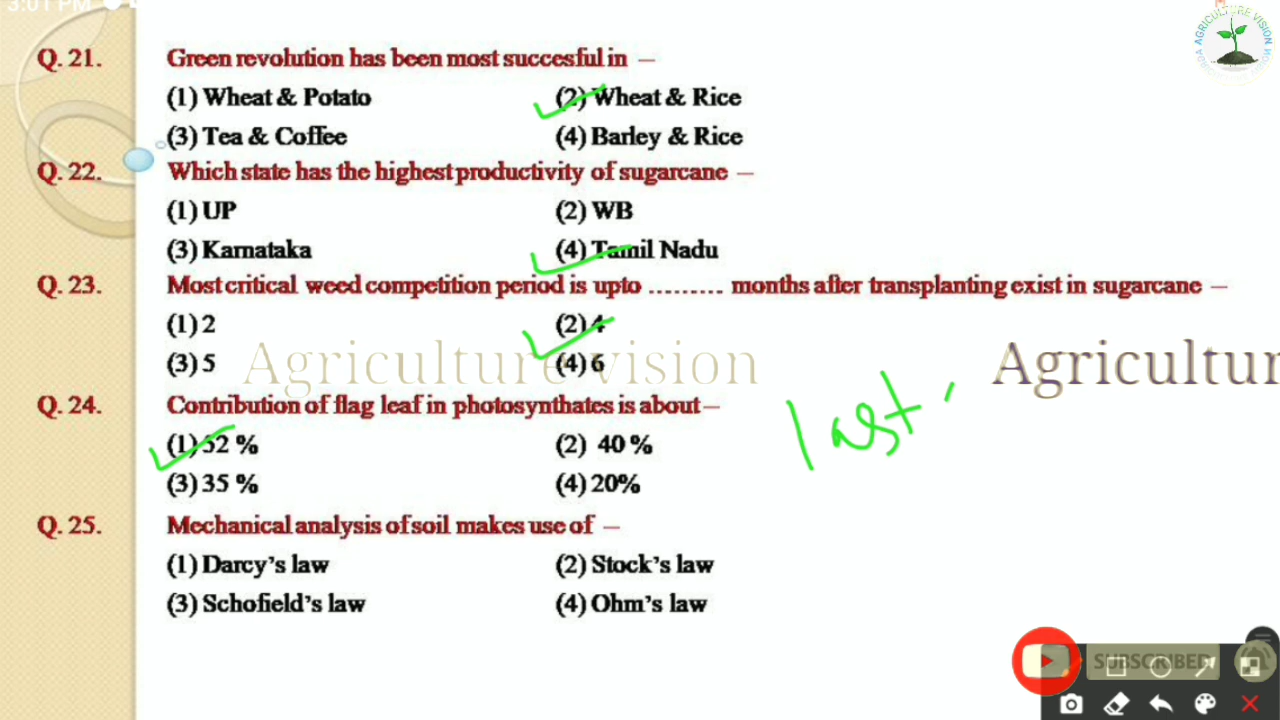 3:01 PM
AGRICULTURE VISION
Q. 21. Green revolution has been most succesful in –
(1) Wheat & Potato (2) Wheat & Rice
(3) Tea & Coffee (4) Barley & Rice
Q. 22. Which state has the highest productivity of sugarcane –
(1) UP (2) WB
(3) Karnataka (4) Tamil Nadu
Q. 23. Most critical weed competition period is upto ......... months after transplanting exist in sugarcane –
(1) 2 (2) 4
(3) 5 (4) 6
Agriculture vision Agricultur
Q. 24. Contribution of flag leaf in photosynthates is about –
last
(1) 52 % (2) 40 %
(3) 35 % (4) 20%
Q. 25. Mechanical analysis of soil makes use of –
(1) Darcy's law (2) Stock's law
(3) Schofield's law (4) Ohm's law
SUBSCRIBED